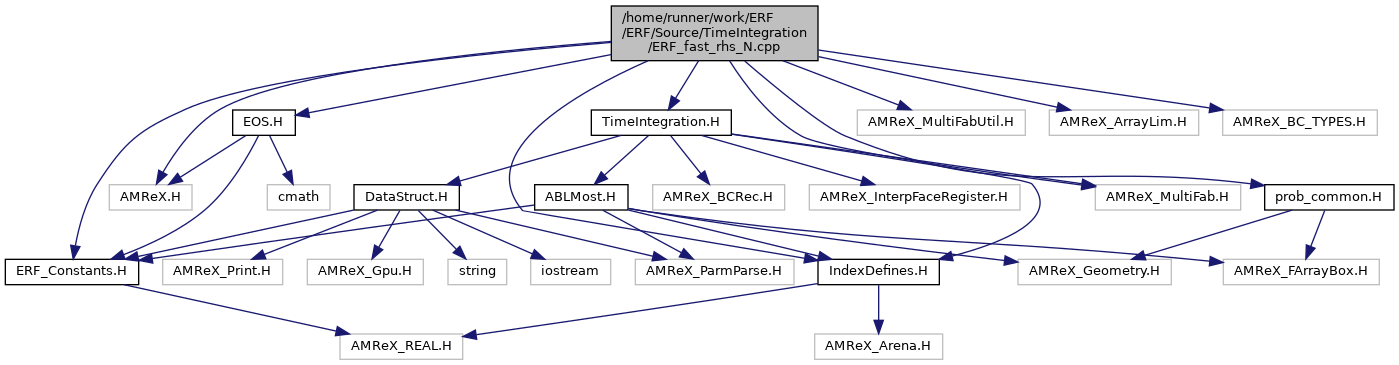 /home/runner/work/ERF
/ERF/Source/TimeIntegration
/ERF_fast_rhs_N.cpp
EOS.H
TimeIntegration.H
AMReX_MultiFabUtil.H
AMReX_ArrayLim.H
AMReX_BC_TYPES.H
AMReX.H
cmath
DataStruct.H
ABLMost.H
AMReX_BCRec.H
AMReX_InterpFaceRegister.H
AMReX_MultiFab.H
prob_common.H
ERF_Constants.H
AMReX_Print.H
AMReX_Gpu.H
string
iostream
AMReX_ParmParse.H
IndexDefines.H
AMReX_Geometry.H
AMReX_FArrayBox.H
AMReX_REAL.H
AMReX_Arena.H